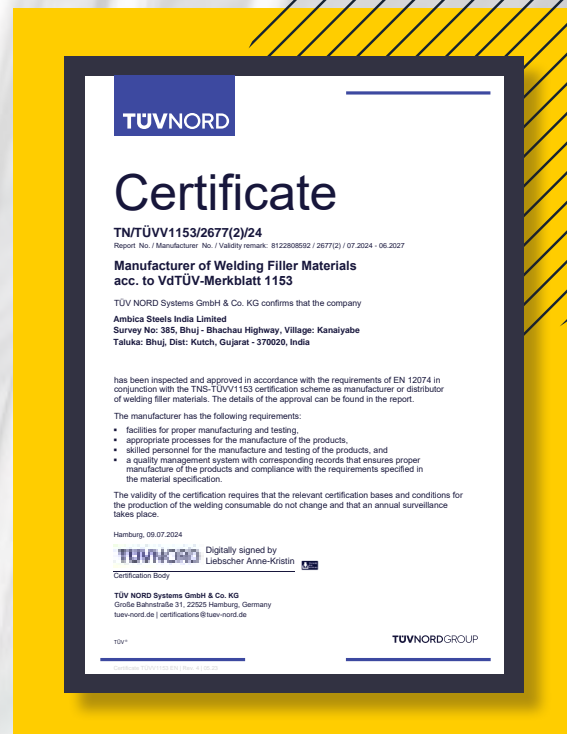 TÜVNORD
Certificate
TN/TÜVV1153/2677(2)/24
Report No. / Manufacturer No. / Validity remark: 8122808592 / 2677(2) / 07.2024 - 06.2027
Manufacturer of Welding Filler Materials
acc. to VdTÜV-Merkblatt 1153
TÜV NORD Systems GmbH & Co. KG confirms that the company
Ambica Steels India Limited
Survey No: 385, Bhuj - Bhachau Highway, Village: Kanaiyabe
Taluka: Bhuj, Dist: Kutch, Gujarat - 370020, India
has been inspected and approved in accordance with the requirements of EN 12074 in
conjunction with the TNS-TÜVV1153 certification scheme as manufacturer or distributor
of welding filler materials. The details of the approval can be found in the report.
The manufacturer has the following requirements:
• facilities for proper manufacturing and testing,
• appropriate processes for the manufacture of the products,
• skilled personnel for the manufacture and testing of the products, and
• a quality management system with corresponding records that ensures proper
manufacture of the products and compliance with the requirements specified in
the material specification.
The validity of the certification requires that the relevant certification bases and conditions for
the production of the welding consumable do not change and that an annual surveillance
takes place.
Hamburg, 09.07.2024
TÜVNORD Digitally signed by
Liebscher Anne-Kristin
Certification Body
TÜV NORD Systems GmbH & Co. KG
Große Bahnstraße 31, 22525 Hamburg, Germany
tuev-nord.de | certifications@tuev-nord.de
TÜV®
TÜVNORDGROUP